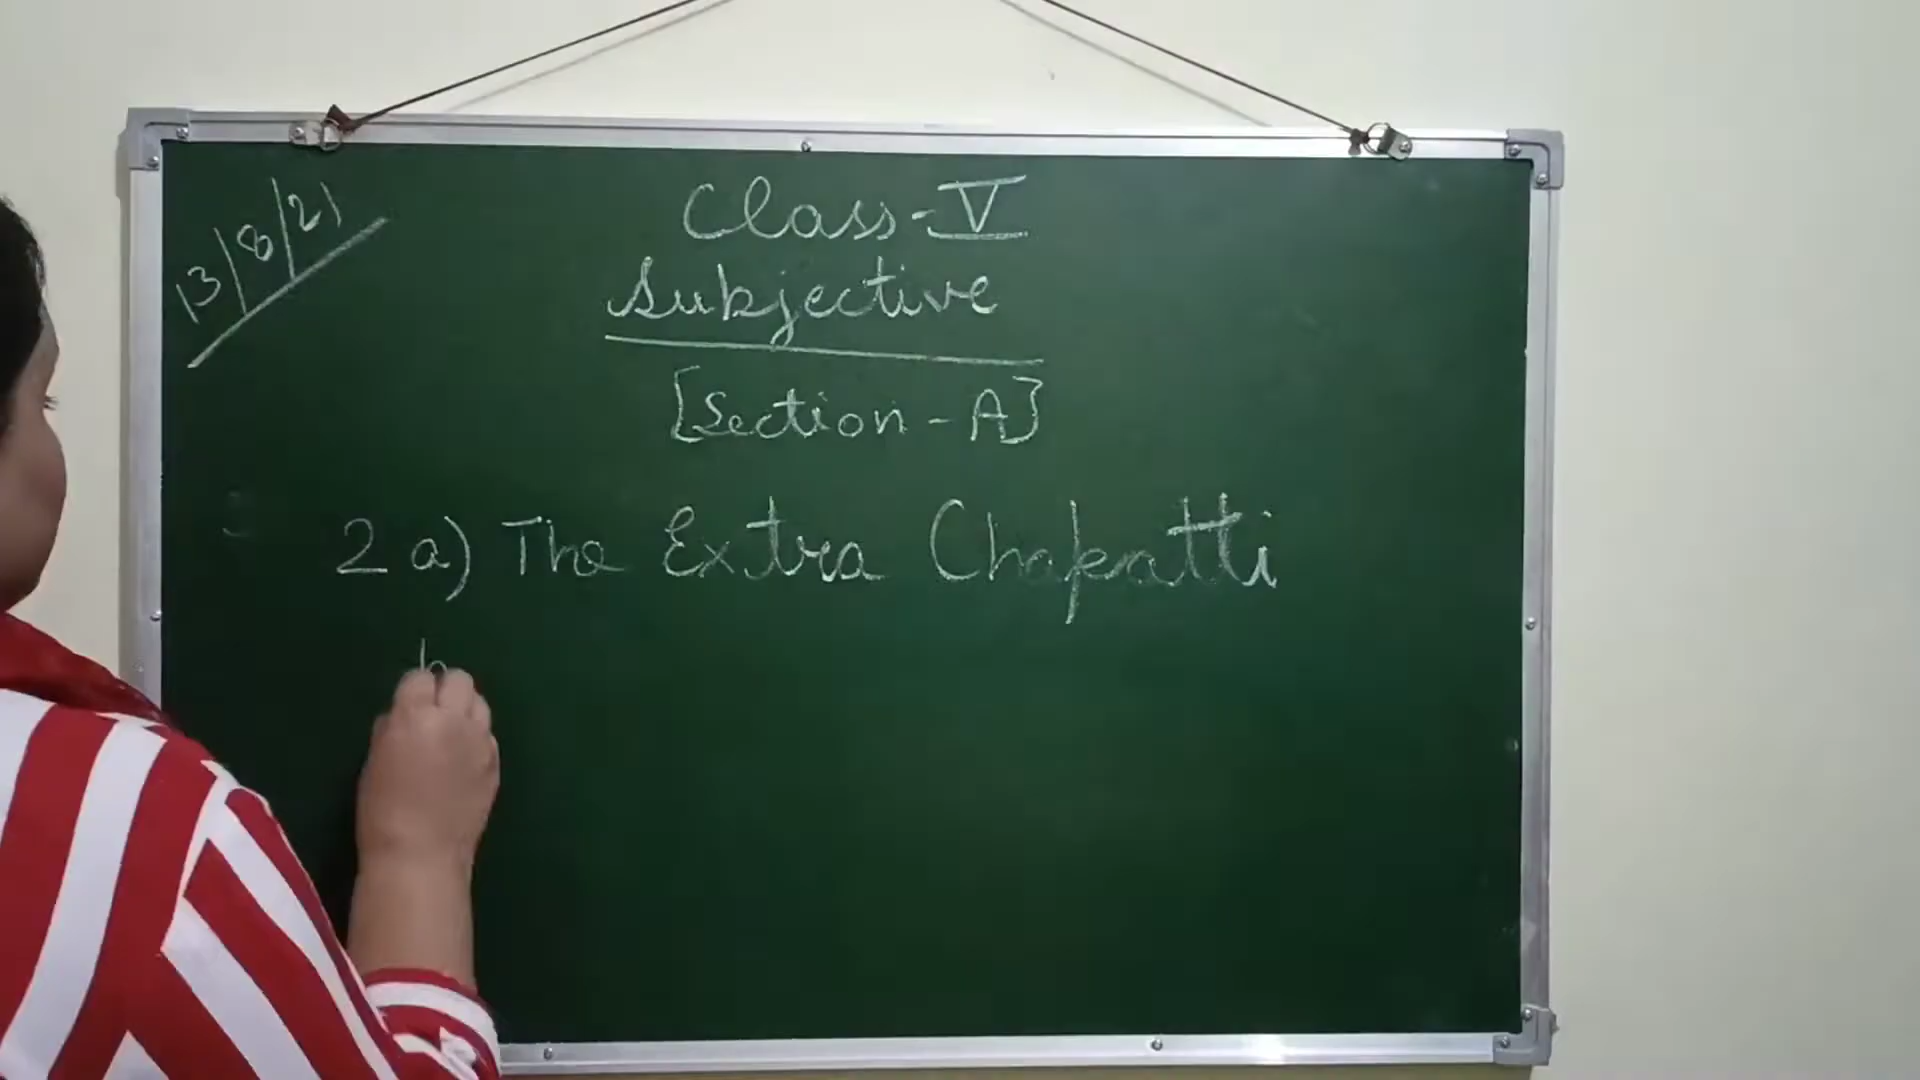 13/8/21
Class-V
Subjective
[Section-A]
2 a) The Extra Chapatti
b